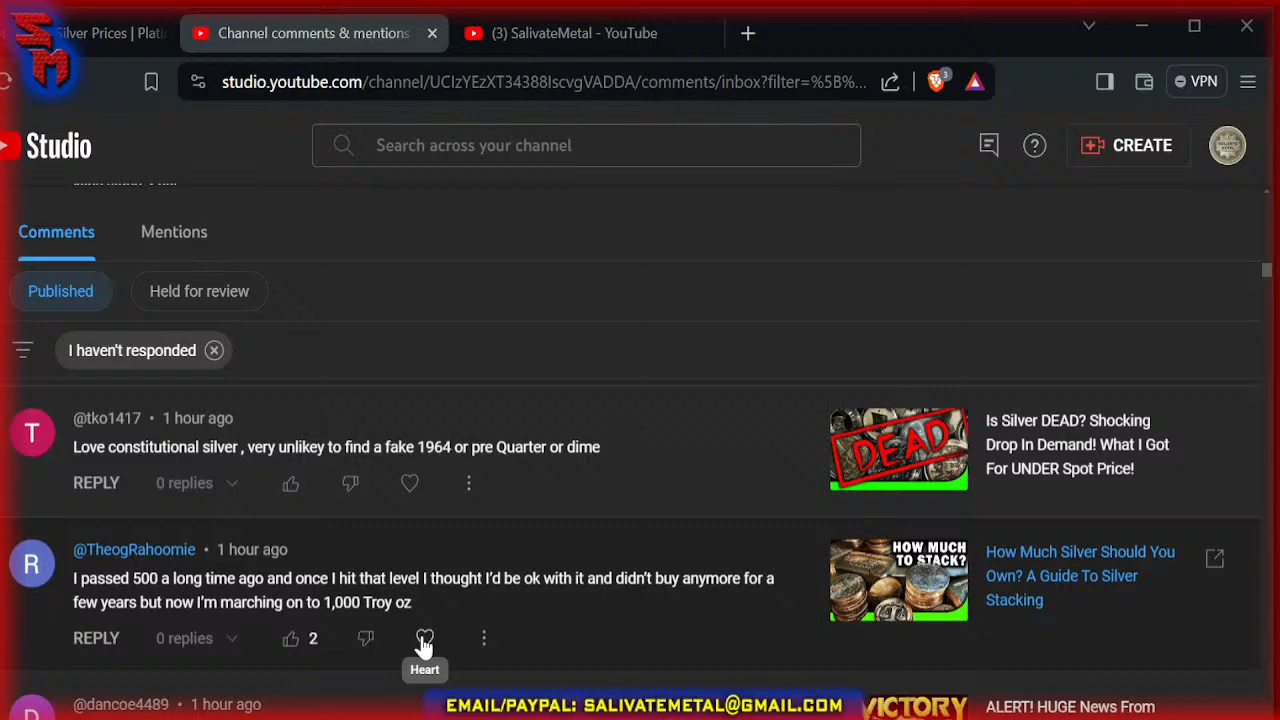 SM
Silver Prices | Plati
Channel comments & mentions
(3) SalivateMetal - YouTube
studio.youtube.com/channel/UCIzYEzXT34388IscvgVADDA/comments/inbox?filter=%5B%...
3
VPN
Studio
Search across your channel
CREATE
Comments
Mentions
Published
Held for review
I haven't responded
T
@tko1417 • 1 hour ago
Love constitutional silver , very unlikey to find a fake 1964 or pre Quarter or dime
REPLY
0 replies
DEAD
Is Silver DEAD? Shocking
Drop In Demand! What I Got
For UNDER Spot Price!
R
@TheogRahoomie • 1 hour ago
I passed 500 a long time ago and once I hit that level I thought I'd be ok with it and didn't buy anymore for a
few years but now I'm marching on to 1,000 Troy oz
REPLY
0 replies
2
Heart
HOW MUCH
TO STACK?
How Much Silver Should You
Own? A Guide To Silver
Stacking
D
@dancoe4489 • 1 hour ago
VICTORY
ALERT! HUGE News From
EMAIL/PAYPAL: SALIVATEMETAL@GMAIL.COM